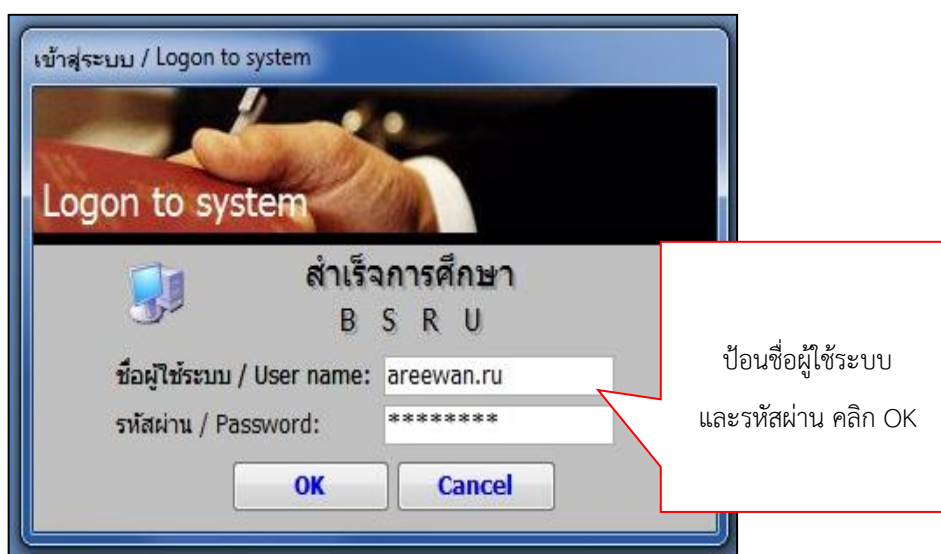 เข้าสู่ระบบ / Logon to system
Logon to system
สำเร็จการศึกษา
B S R U
ชื่อผู้ใช้ระบบ / User name: areewan.ru
รหัสผ่าน / Password: ********
OK Cancel
ป้อนชื่อผู้ใช้ระบบ
และรหัสผ่าน คลิก OK